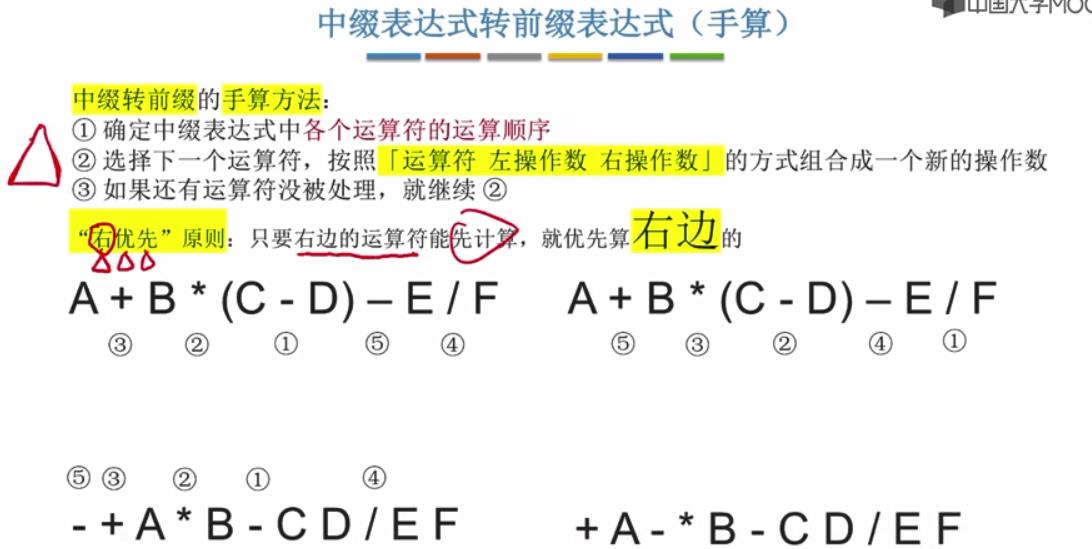 中国大学MOO
中缀表达式转前缀表达式（手算）
中缀转前缀的手算方法：
① 确定中缀表达式中各个运算符的运算顺序
② 选择下一个运算符，按照「运算符 左操作数 右操作数」的方式组合成一个新的操作数
③ 如果还有运算符没被处理，就继续 ②
“右优先”原则：只要右边的运算符能先计算，就优先算右边的
A + B * (C - D) – E / F
③ ② ① ⑤ ④
A + B * (C - D) – E / F
⑤ ③ ② ④ ①
⑤ ③ ② ① ④
- + A * B - C D / E F
+ A - * B - C D / E F